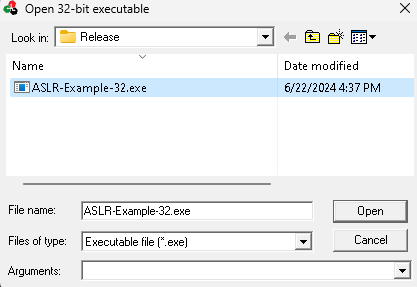 Open 32-bit executable
Look in: Release
Name Date modified
ASLR-Example-32.exe 6/22/2024 4:37 PM
File name: ASLR-Example-32.exe Open
Files of type: Executable file (*.exe) Cancel
Arguments: